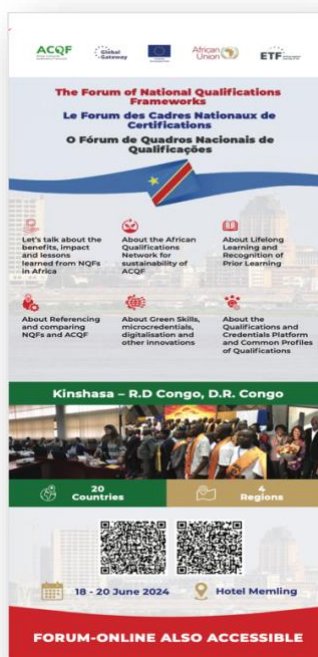 ACQF
Global
Gateway
African
Union
ETF
The Forum of National Qualifications
Frameworks
Le Forum des Cadres Nationaux de
Certifications
O Fórum de Quadros Nacionais de
Qualificações
Let's talk about the
benefits, impact
and lessons
learned from NQFs
in Africa
About the African
Qualifications
Network for
sustainability of
ACQF
About Lifelong
Learning and
Recognition of
Prior Learning
About Referencing
and comparing
NQFs and ACQF
About Green Skills,
microcredentials,
digitalisation and
other innovations
About the
Qualifications and
Credentials Platform
and Common Profiles
of Qualifications
Kinshasa – R.D Congo, D.R. Congo
20
Countries
4
Regions
18 - 20 June 2024
Hotel Memling
FORUM-ONLINE ALSO ACCESSIBLE